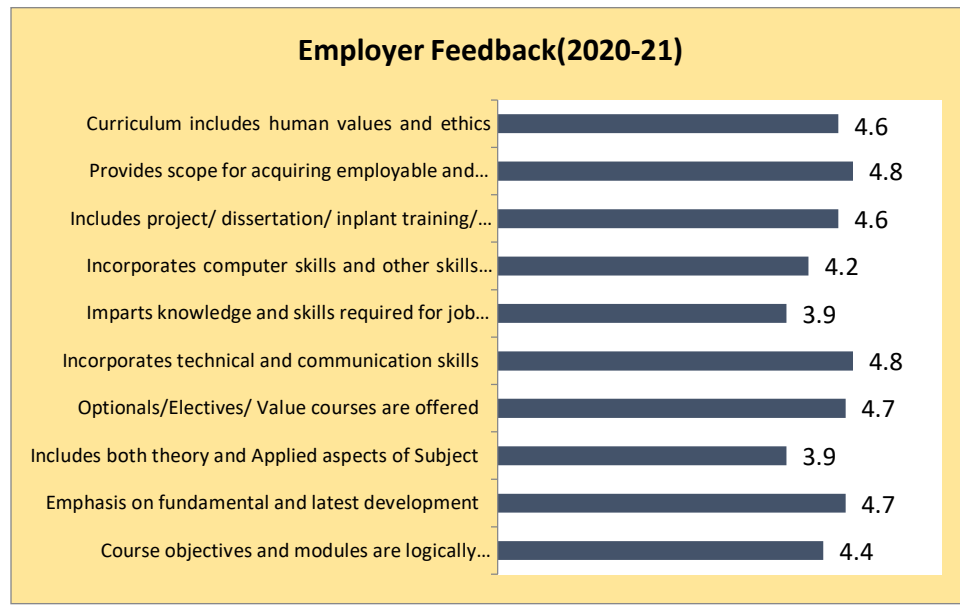 Employer Feedback(2020-21)
Curriculum includes human values and ethics 4.6
Provides scope for acquiring employable and... 4.8
Includes project/ dissertation/ inplant training/... 4.6
Incorporates computer skills and other skills... 4.2
Imparts knowledge and skills required for job... 3.9
Incorporates technical and communication skills 4.8
Optionals/Electives/ Value courses are offered 4.7
Includes both theory and Applied aspects of Subject 3.9
Emphasis on fundamental and latest development 4.7
Course objectives and modules are logically... 4.4